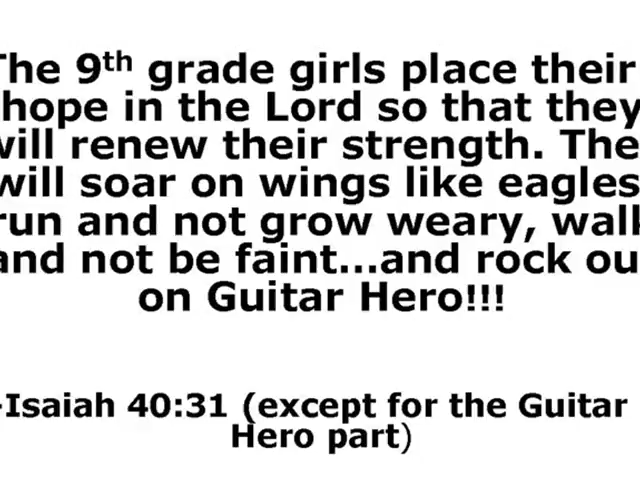 The 9th grade girls place their
hope in the Lord so that they
will renew their strength. The
will soar on wings like eagles
run and not grow weary, walk
and not be faint...and rock ou
on Guitar Hero!!!
-Isaiah 40:31 (except for the Guitar
Hero part)